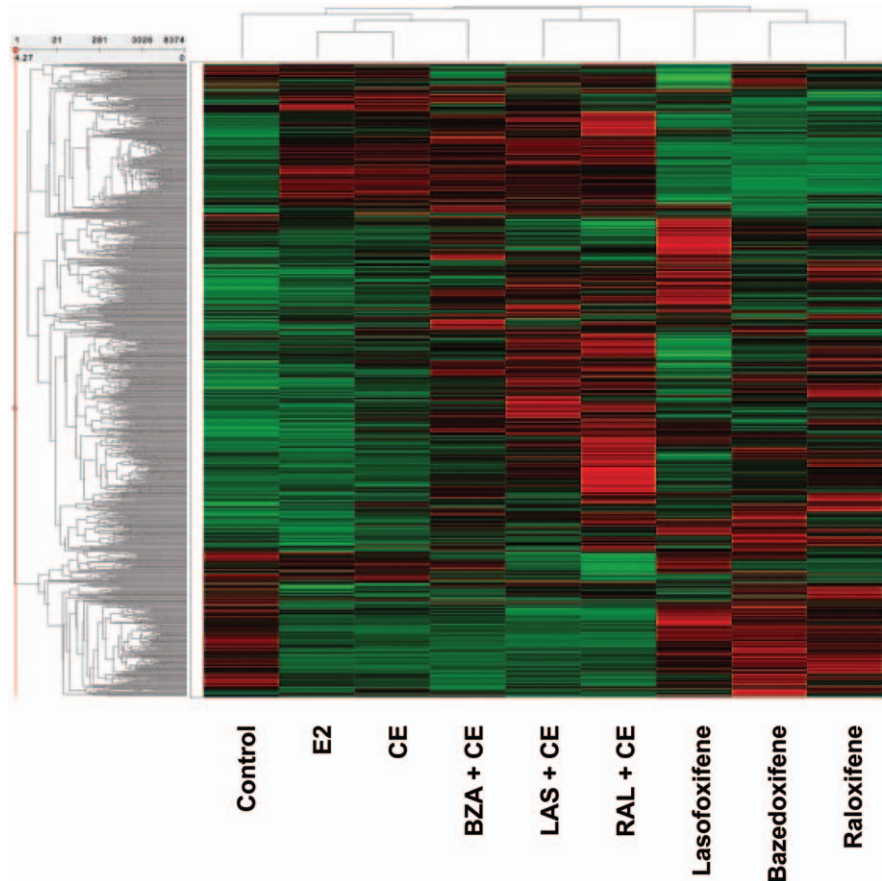 1 21 291 3026 8374
4.27 0
Control
E2
CE
BZA + CE
LAS + CE
RAL + CE
Lasofoxifene
Bazedoxifene
Raloxifene